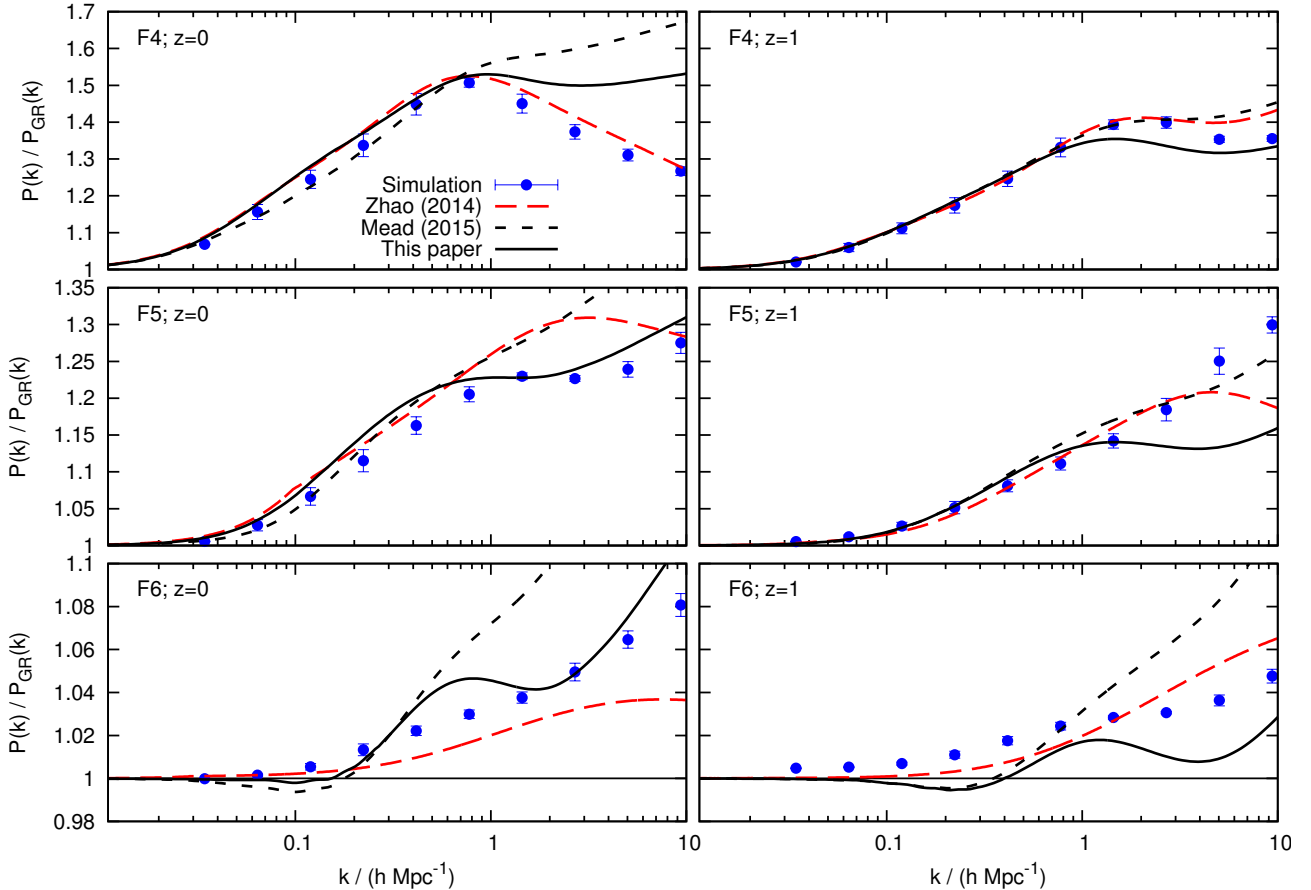 1.7
1.6
1.5
1.4
1.3
1.2
1.1
1
P(k) / P_GR(k)
F4; z=0
Simulation
Zhao (2014)
Mead (2015)
This paper
F4; z=1
1.35
1.3
1.25
1.2
1.15
1.1
1.05
1
P(k) / P_GR(k)
F5; z=0
F5; z=1
1.1
1.08
1.06
1.04
1.02
1
0.98
P(k) / P_GR(k)
F6; z=0
F6; z=1
0.1 1 10
0.1 1 10
k / (h Mpc⁻¹)
k / (h Mpc⁻¹)